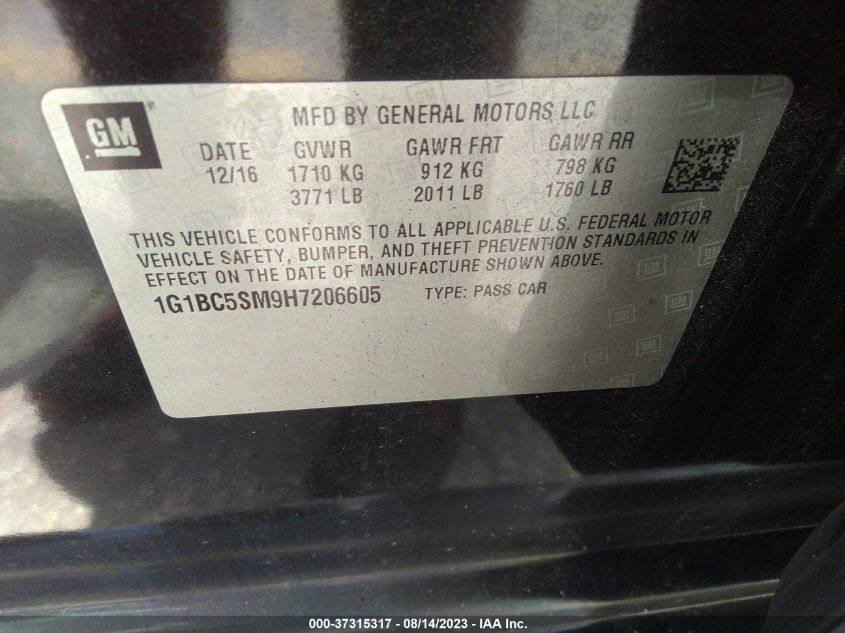 GM
MFD BY GENERAL MOTORS LLC
DATE GVWR GAWR FRT GAWR RR
12/16 1710 KG 912 KG 798 KG
3771 LB 2011 LB 1760 LB
THIS VEHICLE CONFORMS TO ALL APPLICABLE U.S. FEDERAL MOTOR
VEHICLE SAFETY, BUMPER, AND THEFT PREVENTION STANDARDS IN
EFFECT ON THE DATE OF MANUFACTURE SHOWN ABOVE.
1G1BC5SM9H7206605 TYPE: PASS CAR
000-37315317 - 08/14/2023 - IAA Inc.